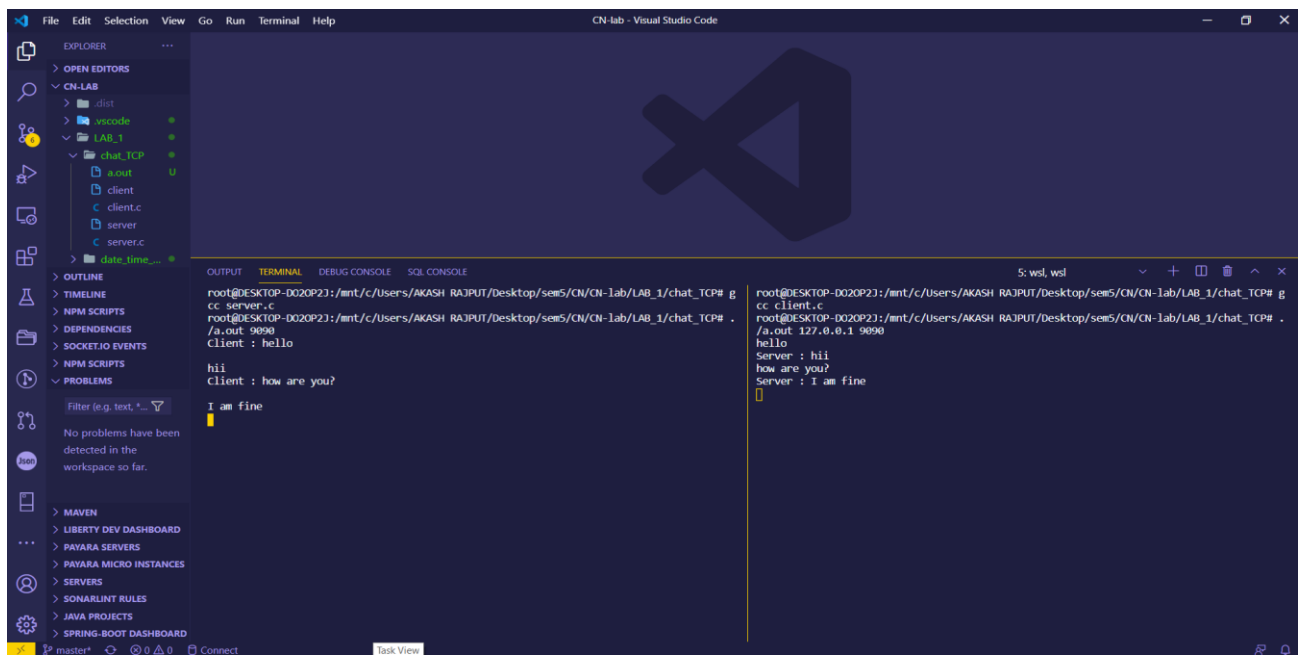 File Edit Selection View Go Run Terminal Help
CN-lab - Visual Studio Code
EXPLORER
OPEN EDITORS
CN-LAB
.dist
.vscode
LAB_1
chat_TCP
a.out U
client
C client.c
server
C server.c
date_time_...
OUTLINE
TIMELINE
NPM SCRIPTS
DEPENDENCIES
SOCKET.IO EVENTS
NPM SCRIPTS
PROBLEMS
Filter (e.g. text, *...
No problems have been
detected in the
workspace so far.
MAVEN
LIBERTY DEV DASHBOARD
PAYARA SERVERS
PAYARA MICRO INSTANCES
SERVERS
SONARLINT RULES
JAVA PROJECTS
SPRING-BOOT DASHBOARD
6
Json
OUTPUT TERMINAL DEBUG CONSOLE SQL CONSOLE
5: wsl, wsl
root@DESKTOP-DO2OP2J:/mnt/c/Users/AKASH RAJPUT/Desktop/sem5/CN/CN-lab/LAB_1/chat_TCP# g
cc server.c
root@DESKTOP-DO2OP2J:/mnt/c/Users/AKASH RAJPUT/Desktop/sem5/CN/CN-lab/LAB_1/chat_TCP# .
/a.out 9090
Client : hello
hii
Client : how are you?
I am fine
root@DESKTOP-DO2OP2J:/mnt/c/Users/AKASH RAJPUT/Desktop/sem5/CN/CN-lab/LAB_1/chat_TCP# g
cc client.c
root@DESKTOP-DO2OP2J:/mnt/c/Users/AKASH RAJPUT/Desktop/sem5/CN/CN-lab/LAB_1/chat_TCP# .
/a.out 127.0.0.1 9090
hello
Server : hii
how are you?
Server : I am fine
master* 0 0 Connect
Task View